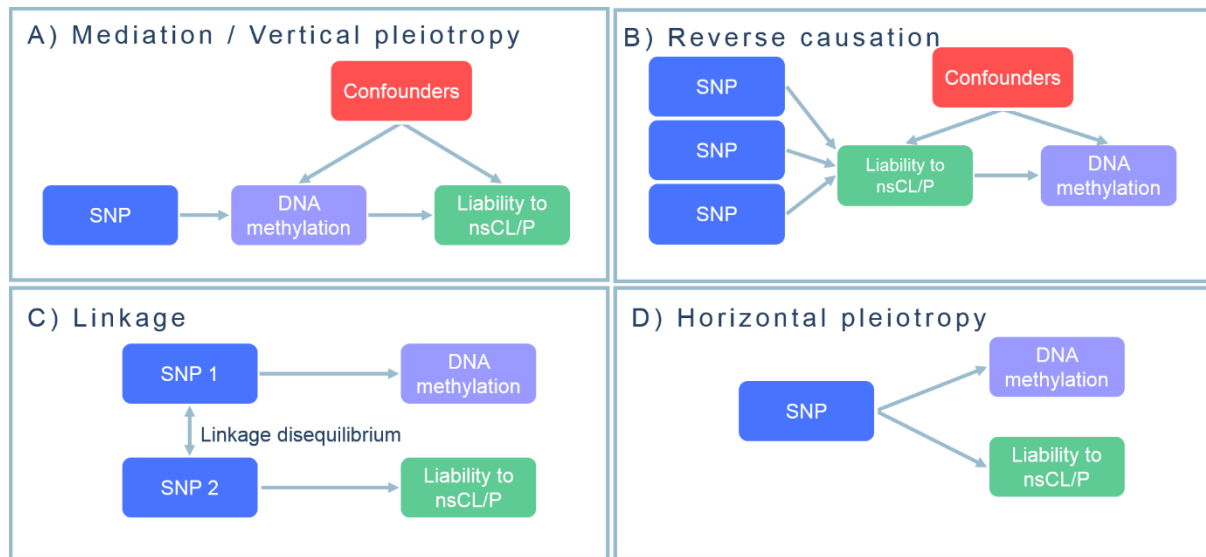 A) Mediation / Vertical pleiotropy
Confounders
SNP
DNA
methylation
Liability to
nsCL/P
B) Reverse causation
SNP
SNP
SNP
Confounders
Liability to
nsCL/P
DNA
methylation
C) Linkage
SNP 1
DNA
methylation
Linkage disequilibrium
SNP 2
Liability to
nsCL/P
D) Horizontal pleiotropy
SNP
DNA
methylation
Liability to
nsCL/P